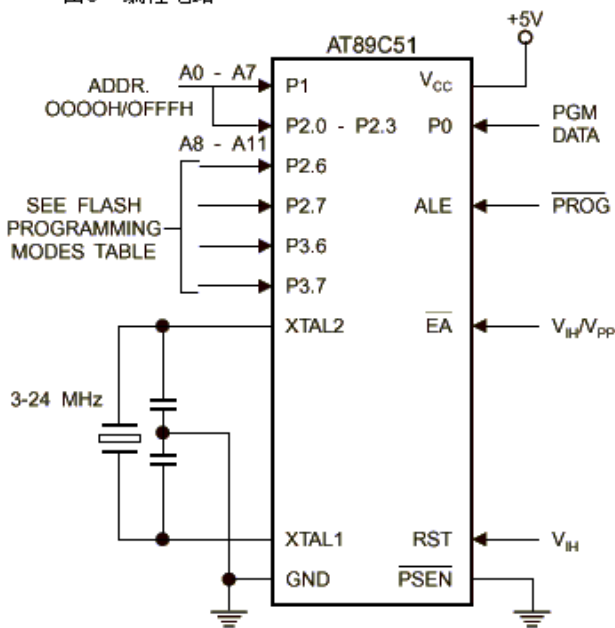 AT89C51
+5V
ADDR.
OOOOH/OFFFH
A0 - A7
P1
VCC
P2.0 - P2.3
P0
PGM
DATA
A8 - A11
P2.6
SEE FLASH
PROGRAMMING
MODES TABLE
P2.7
ALE
PROG
P3.6
P3.7
XTAL2
EA
VIH/VPP
3-24 MHz
XTAL1
RST
VIH
GND
PSEN